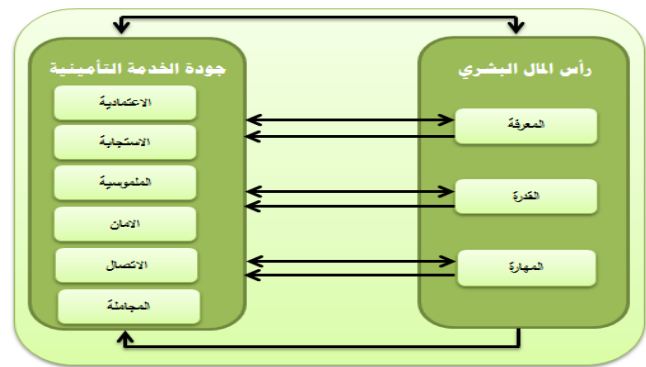 رأس المال البشري
المعرفة
القدرة
المهارة
جودة الخدمة التأمينية
الاعتمادية
الاستجابة
الملموسية
الامان
الاتصال
المجاملة